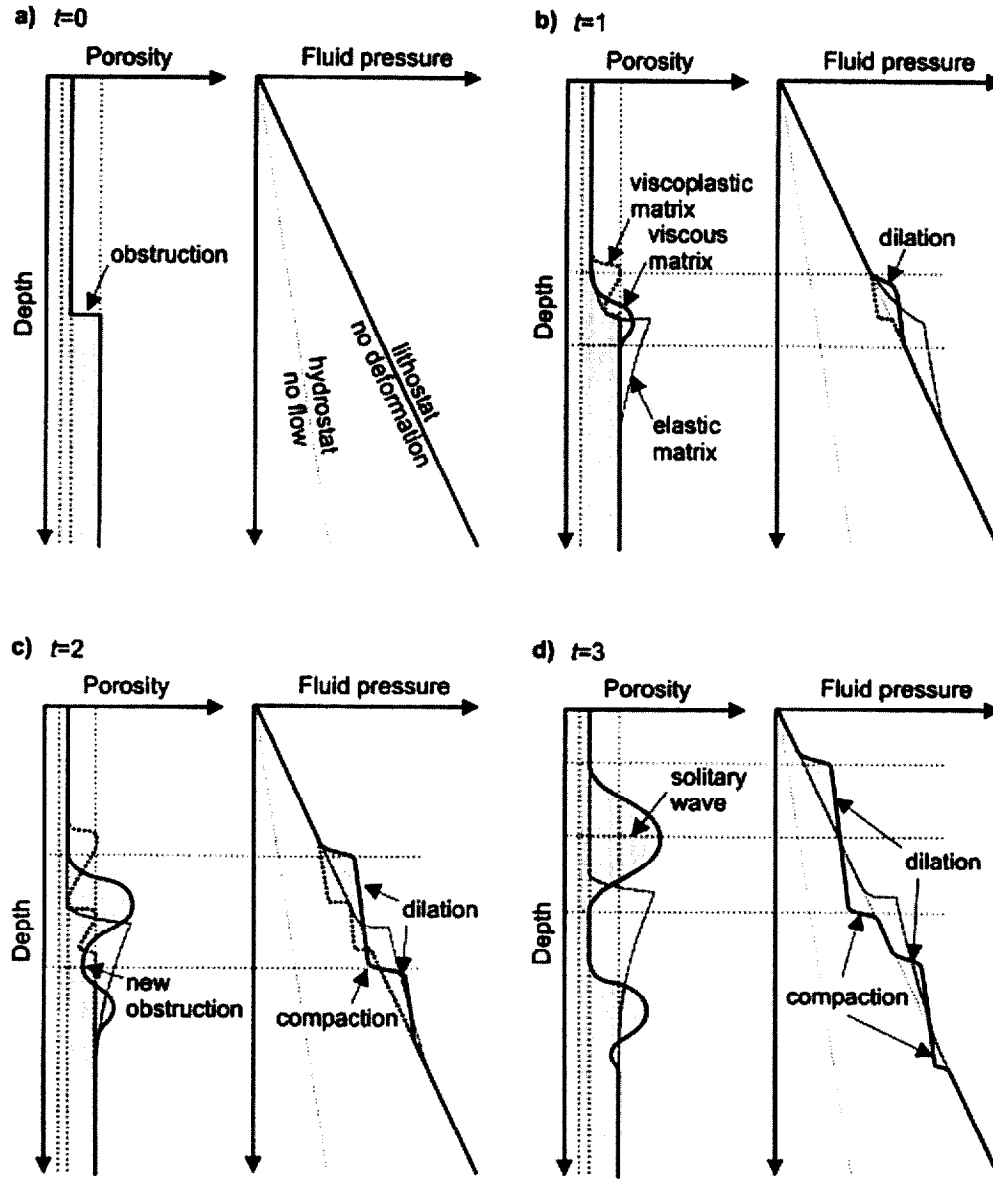 a) t=0
Porosity
Fluid pressure
obstruction
Depth
hydrostat
no flow
lithostat
no deformation
b) t=1
Porosity
Fluid pressure
viscoplastic
matrix
viscous
matrix
dilation
elastic
matrix
Depth
c) t=2
Porosity
Fluid pressure
Depth
new
obstruction
dilation
compaction
d) t=3
Porosity
Fluid pressure
solitary
wave
dilation
Depth
compaction